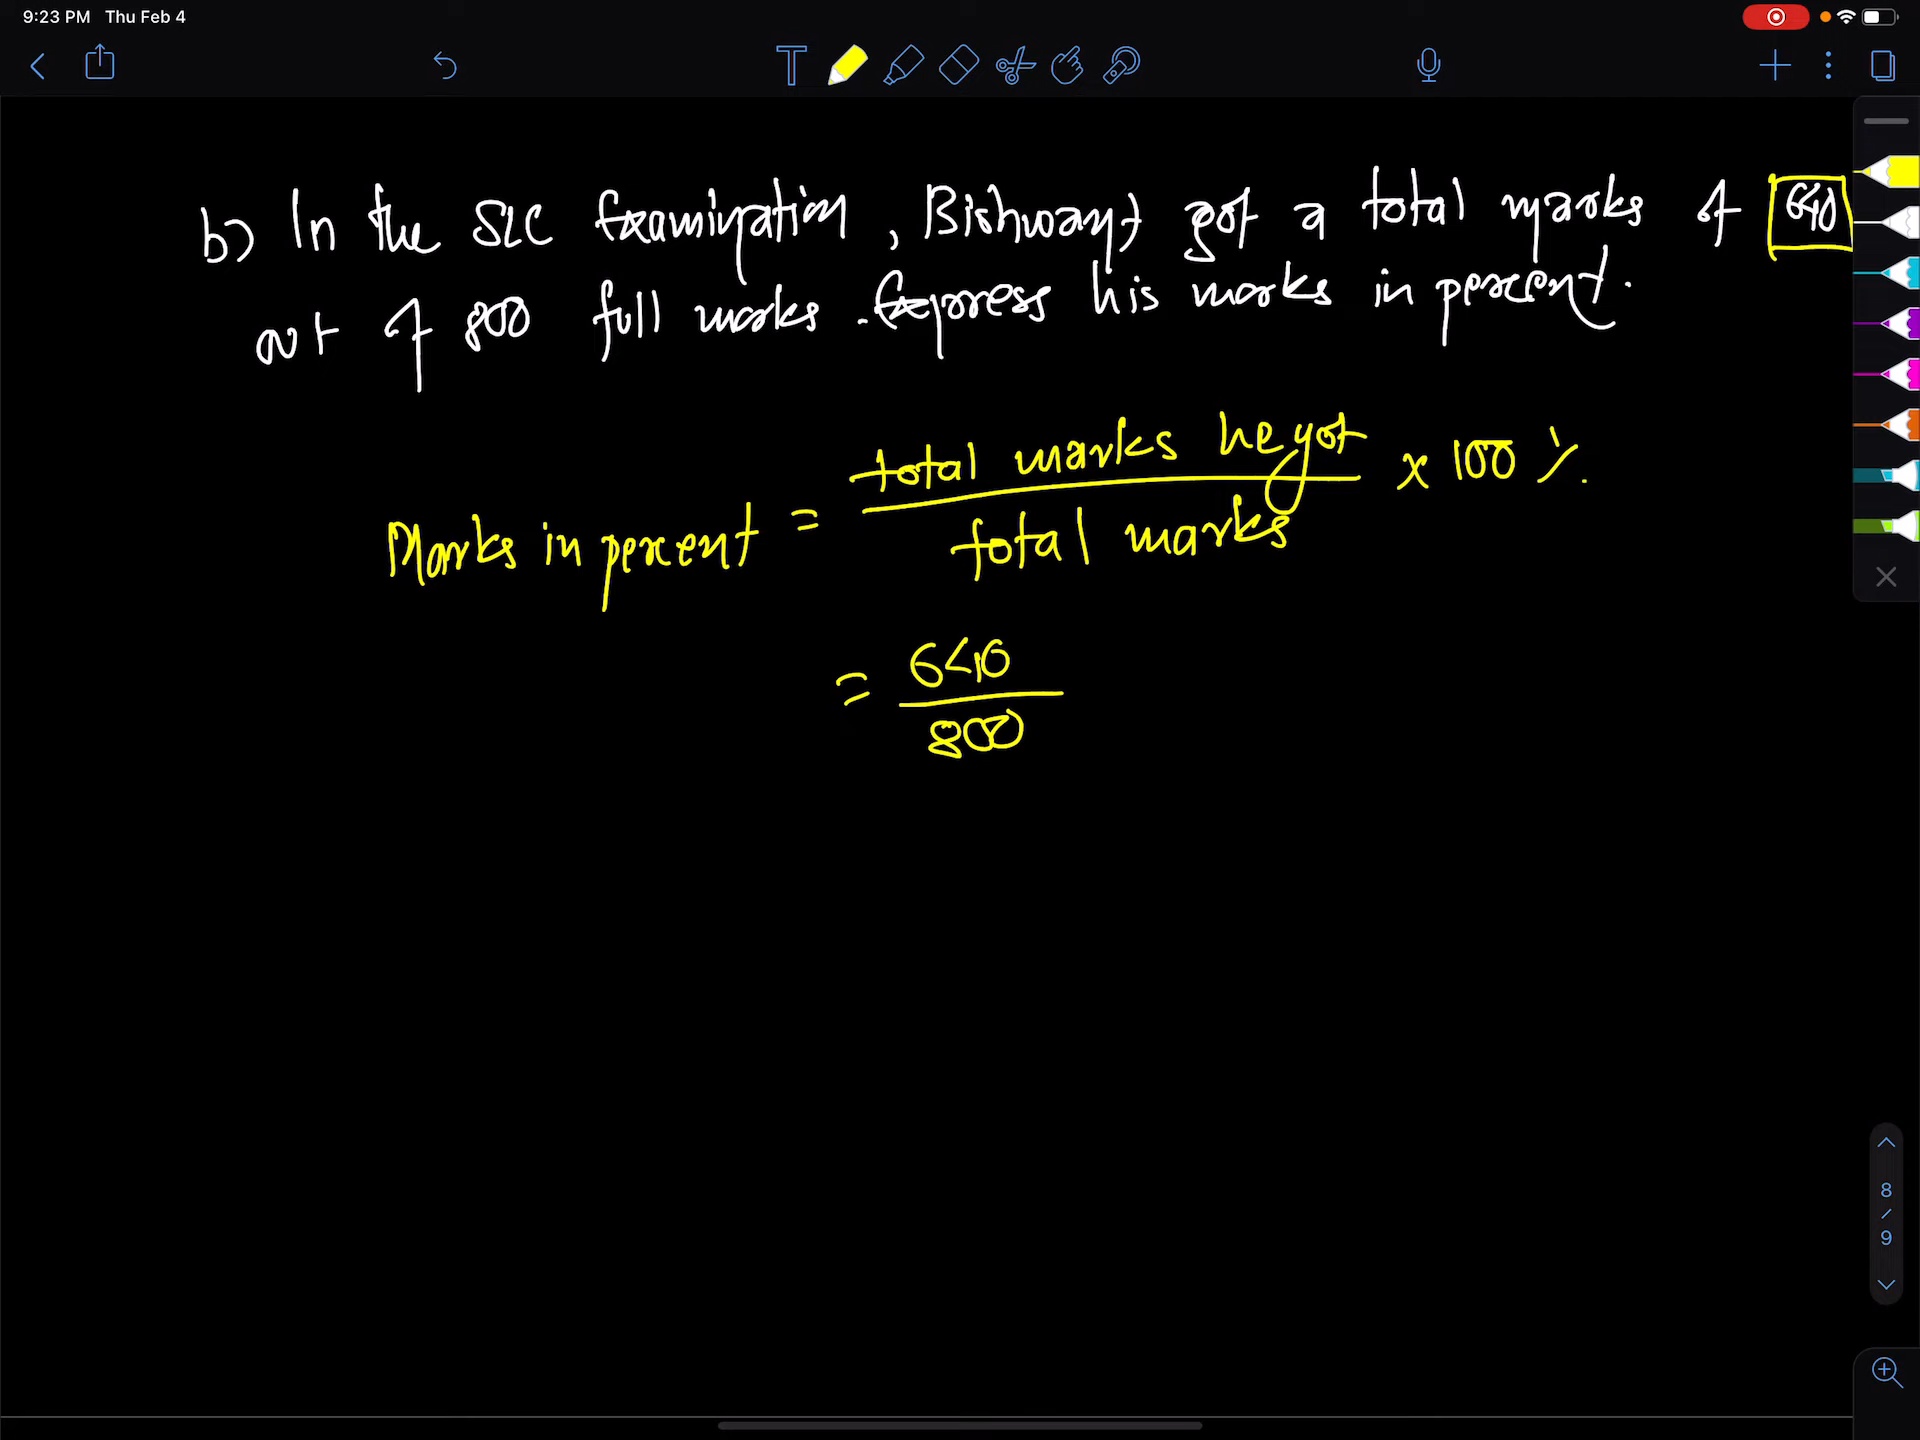 9:23 PM Thu Feb 4
b) In the SLC Examination, Bishwant got a total marks of 640
out of 800 full marks. Express his marks in percent.
Marks in percent = total marks he got / total marks x 100 %
= 640 / 800
8
/
9